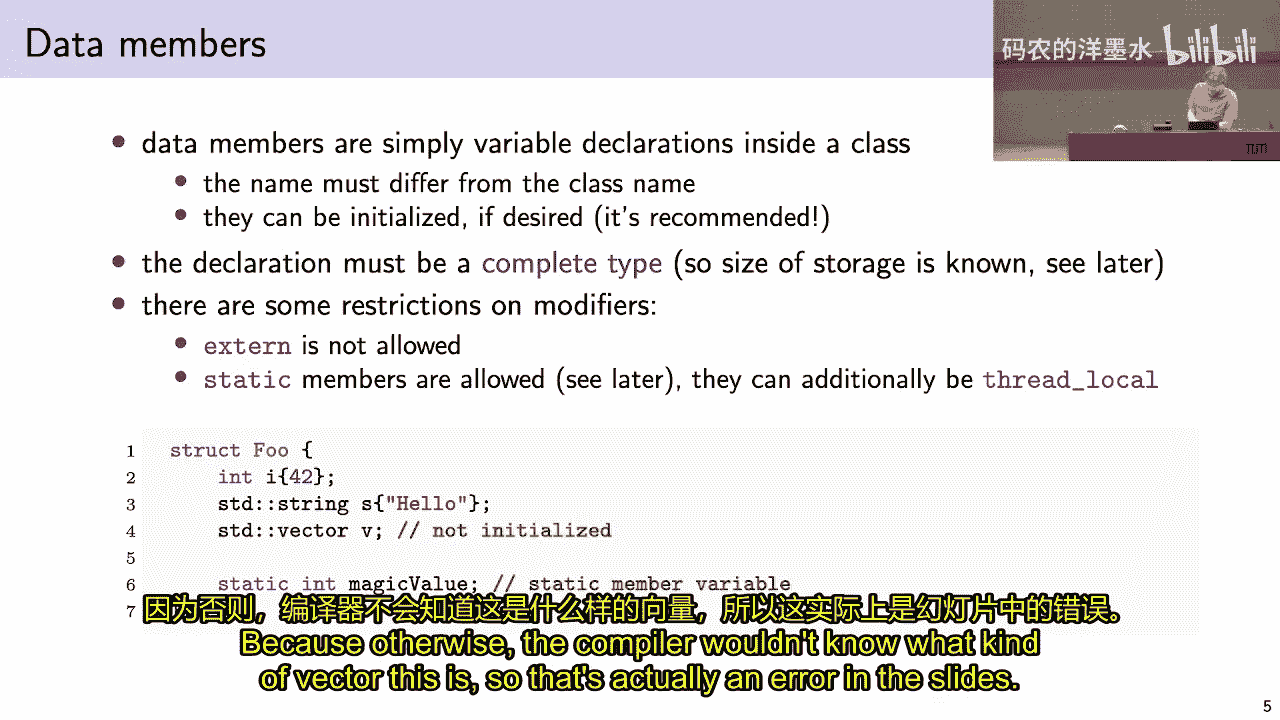 Data members
码农的洋墨水 bilibili
TUM
• data members are simply variable declarations inside a class
• the name must differ from the class name
• they can be initialized, if desired (it's recommended!)
• the declaration must be a complete type (so size of storage is known, see later)
• there are some restrictions on modifiers:
• extern is not allowed
• static members are allowed (see later), they can additionally be thread_local
1 struct Foo {
2 int i{42};
3 std::string s{"Hello"};
4 std::vector v; // not initialized
5
6 static int magicValue; // static member variable
7
因为否则，编译器不会知道这是什么样的向量，所以这实际上是幻灯片中的错误。
Because otherwise, the compiler wouldn't know what kind
of vector this is, so that's actually an error in the slides.
5